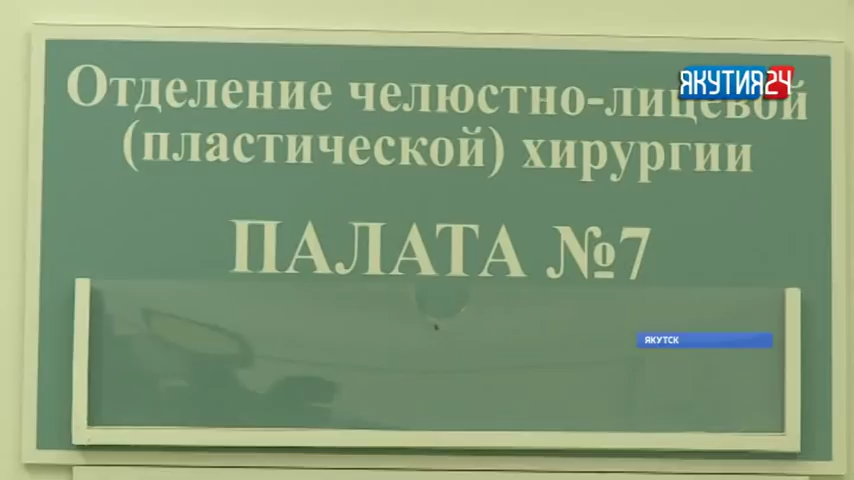 Отделение челюстно-лицевой
(пластической) хирургии
ПАЛАТА №7
ЯКУТИЯ24
ЯКУТСК